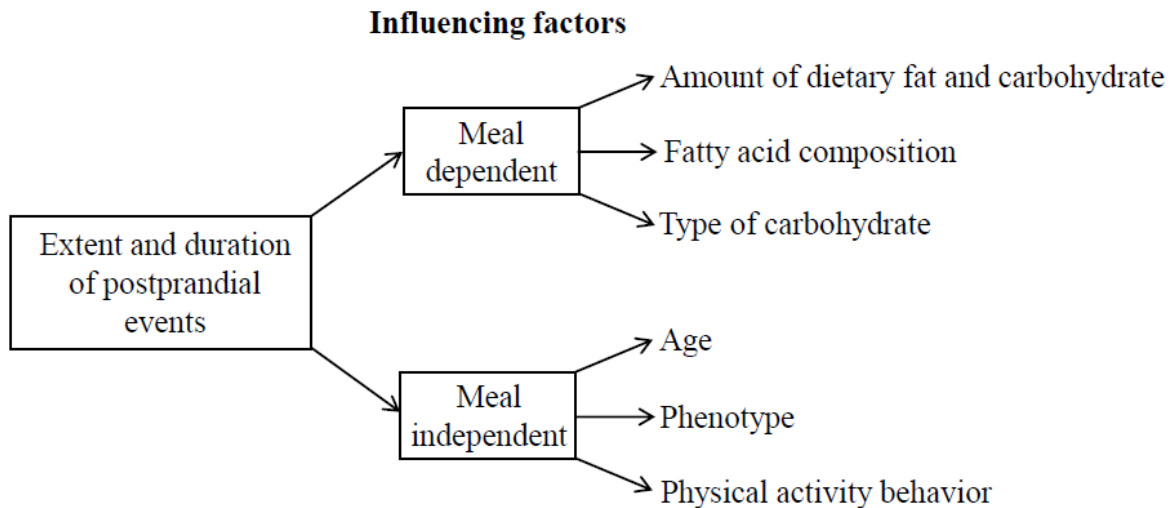 Influencing factors
Amount of dietary fat and carbohydrate
Meal
dependent
Fatty acid composition
Type of carbohydrate
Extent and duration
of postprandial
events
Age
Meal
independent
Phenotype
Physical activity behavior